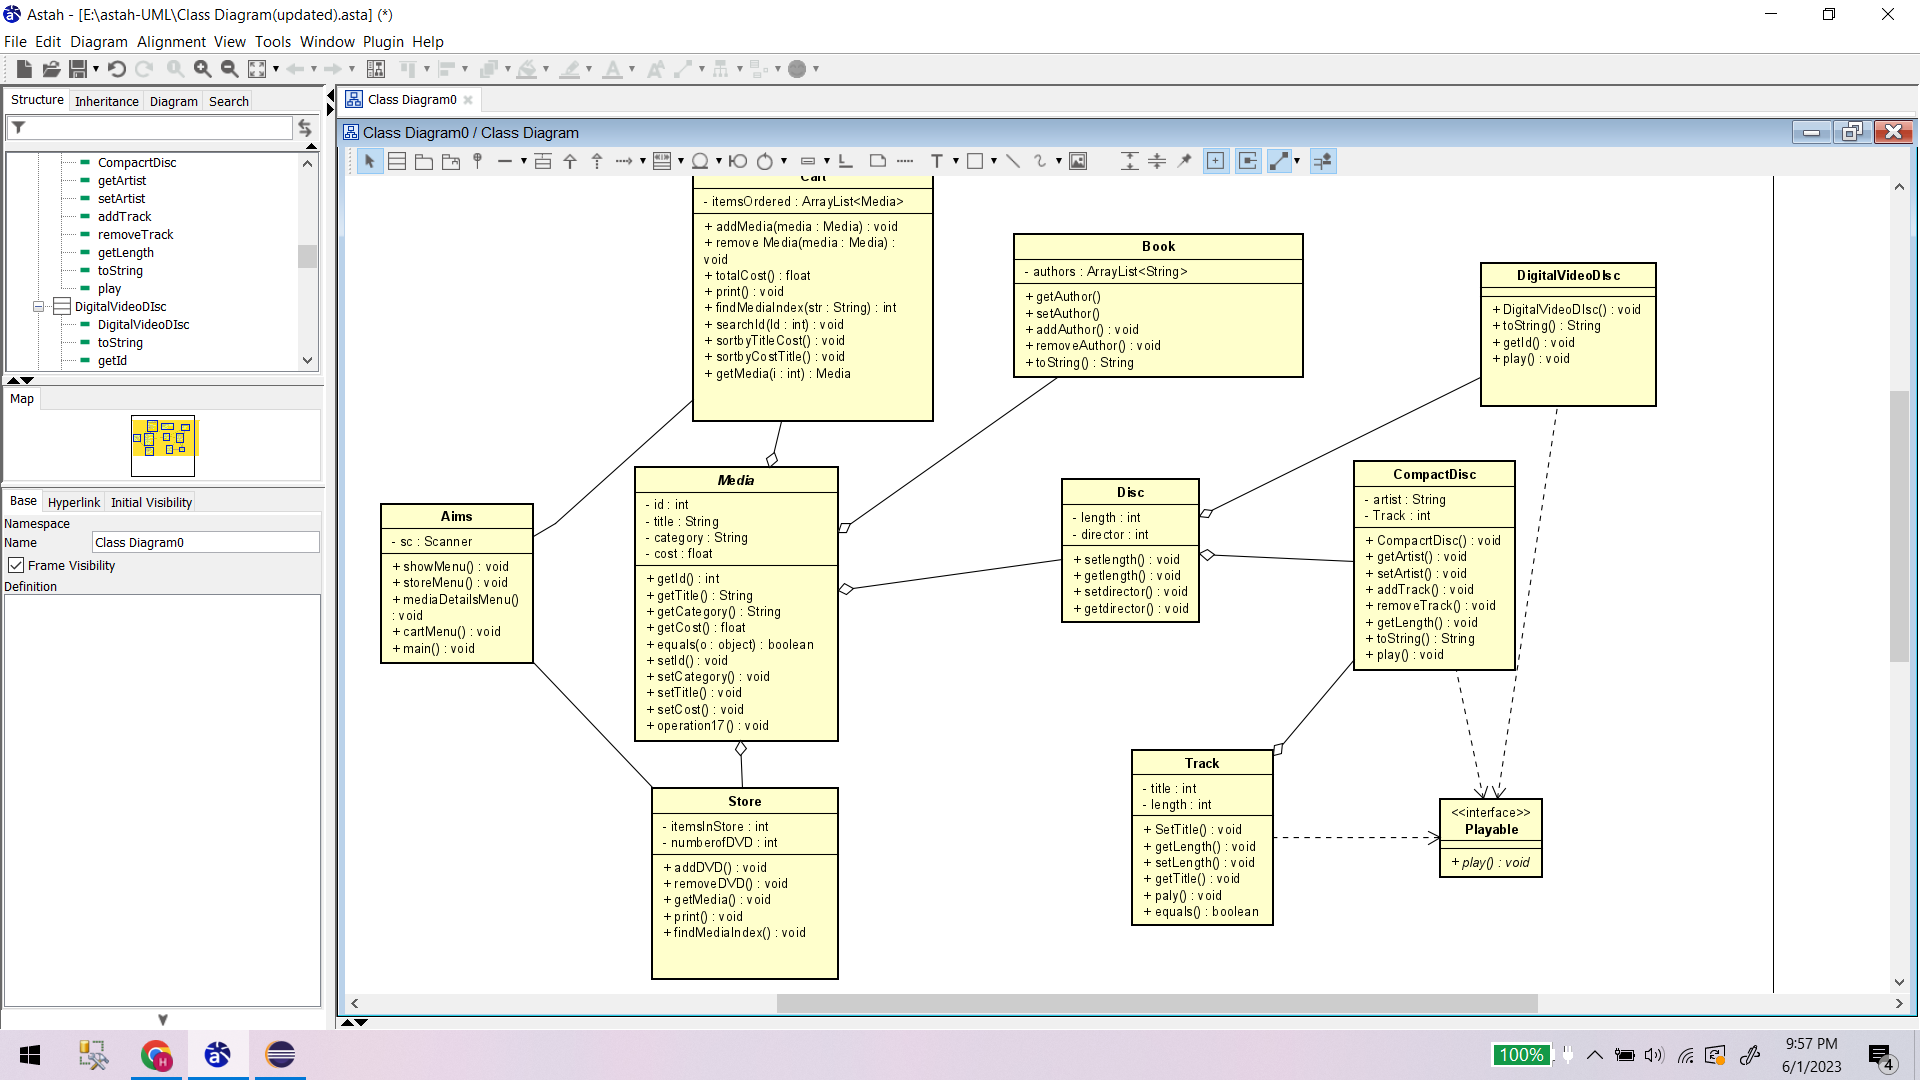 Astah - [E:\astah-UML\Class Diagram(updated).asta] (*)
File Edit Diagram Alignment View Tools Window Plugin Help
Structure Inheritance Diagram Search
CompacrtDisc
getArtist
setArtist
addTrack
removeTrack
getLength
toString
play
DigitalVideoDIsc
DigitalVideoDIsc
toString
getId
Map
Base Hyperlink Initial Visibility
Namespace
Name Class Diagram0
Frame Visibility
Definition
Class Diagram0
Class Diagram0 / Class Diagram
Cart
- itemsOrdered : ArrayList<Media>
+ addMedia(media : Media) : void
+ remove Media(media : Media) :
void
+ totalCost() : float
+ print() : void
+ findMediaIndex(str : String) : int
+ searchId(Id : int) : void
+ sortbyTitleCost() : void
+ sortbyCostTitle() : void
+ getMedia(i : int) : Media
Book
- authors : ArrayList<String>
+ getAuthor()
+ setAuthor()
+ addAuthor() : void
+ removeAuthor() : void
+ toString() : String
DigitalVideoDIsc
+ DigitalVideoDIsc() : void
+ toString() : String
+ getId() : void
+ play() : void
Aims
- sc : Scanner
+ showMenu() : void
+ storeMenu() : void
+ mediaDetailsMenu()
: void
+ cartMenu() : void
+ main() : void
Media
- id : int
- title : String
- category : String
- cost : float
+ getId() : int
+ getTitle() : String
+ getCategory() : String
+ getCost() : float
+ equals(o : object) : boolean
+ setId() : void
+ setCategory() : void
+ setTitle() : void
+ setCost() : void
+ operation17() : void
Disc
- length : int
- director : int
+ setlength() : void
+ getlength() : void
+ setdirector() : void
+ getdirector() : void
CompactDisc
- artist : String
- Track : int
+ CompacrtDisc() : void
+ getArtist() : void
+ setArtist() : void
+ addTrack() : void
+ removeTrack() : void
+ getLength() : void
+ toString() : String
+ play() : void
Store
- itemsInStore : int
- numberofDVD : int
+ addDVD() : void
+ removeDVD() : void
+ getMedia() : void
+ print() : void
+ findMediaIndex() : void
Track
- title : int
- length : int
+ SetTitle() : void
+ getLength() : void
+ setLength() : void
+ getTitle() : void
+ paly() : void
+ equals() : boolean
<<interface>>
Playable
+ play() : void
100%
9:57 PM
6/1/2023
4